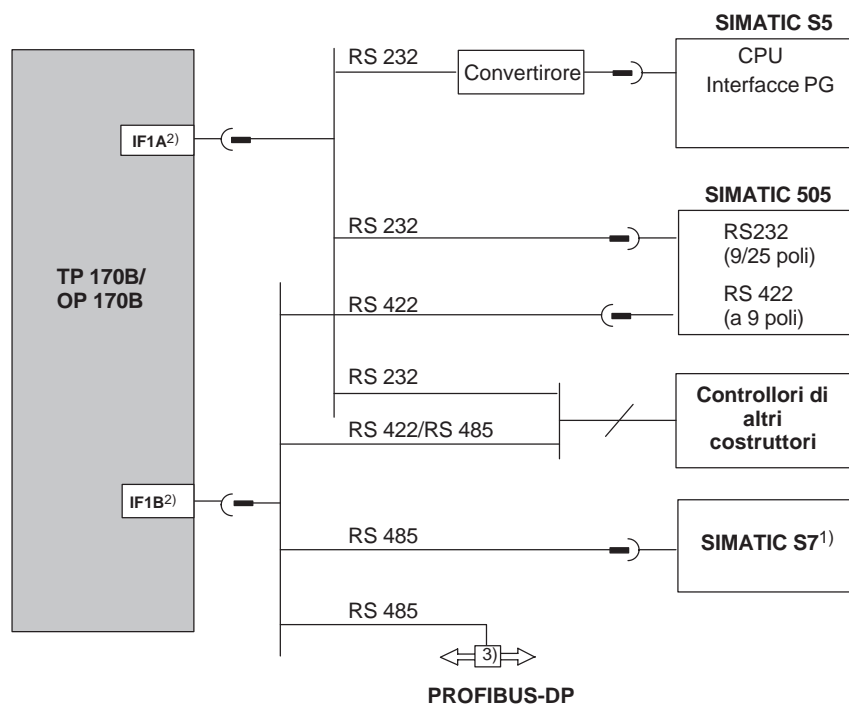 SIMATIC S5
RS 232
Convertirore
CPU
Interfacce PG
IF1A2)
SIMATIC 505
RS 232
RS232
(9/25 poli)
TP 170B/
OP 170B
RS 422
RS 422
(a 9 poli)
RS 232
Controllori di
altri
costruttori
RS 422/RS 485
IF1B2)
RS 485
SIMATIC S71)
RS 485
3)
PROFIBUS-DP